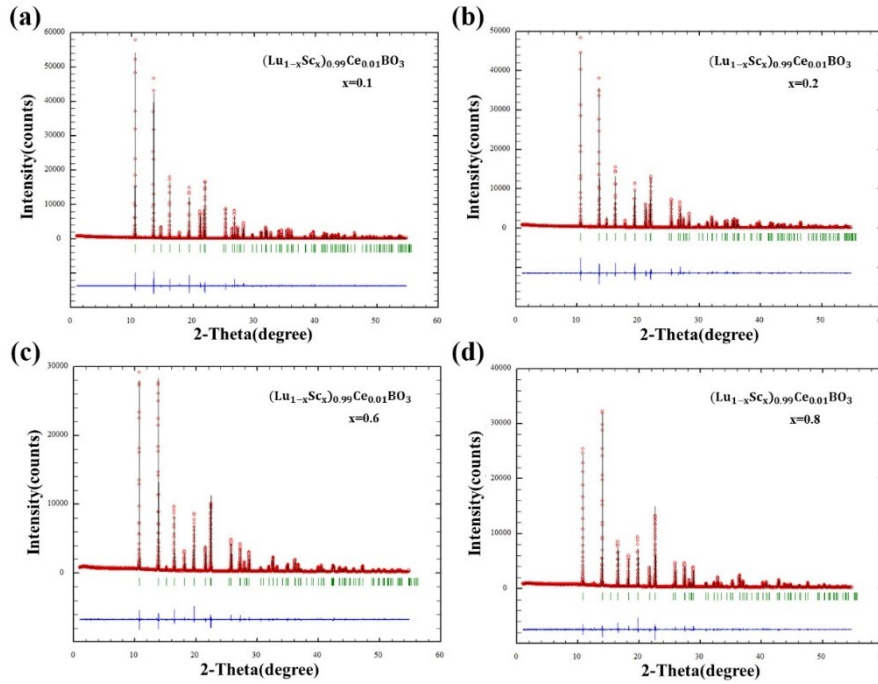 (a)
60000
50000
40000
30000
20000
10000
0
Intensity(counts)
(Lu₁₋ₓScₓ)₀.₉₉Ce₀.₀₁BO₃
x=0.1
0 10 20 30 40 50 60
2-Theta(degree)
(b)
50000
40000
30000
20000
10000
0
Intensity(counts)
(Lu₁₋ₓScₓ)₀.₉₉Ce₀.₀₁BO₃
x=0.2
0 10 20 30 40 50 60
2-Theta(degree)
(c)
30000
20000
10000
0
Intensity(counts)
(Lu₁₋ₓScₓ)₀.₉₉Ce₀.₀₁BO₃
x=0.6
0 10 20 30 40 50 60
2-Theta(degree)
(d)
40000
30000
20000
10000
0
Intensity(counts)
(Lu₁₋ₓScₓ)₀.₉₉Ce₀.₀₁BO₃
x=0.8
0 10 20 30 40 50 60
2-Theta(degree)